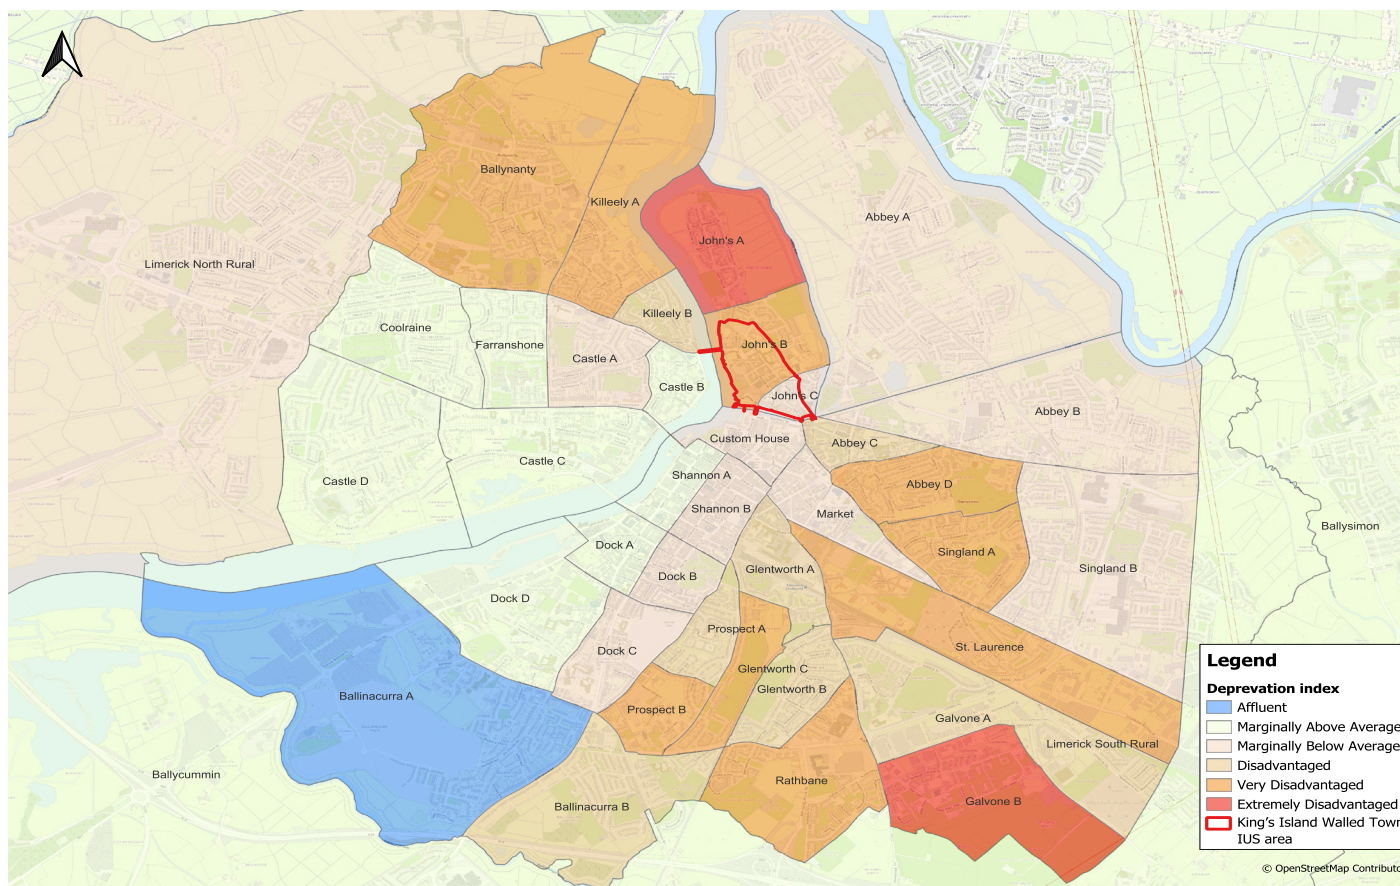 Ballynanty
Killeely A
Abbey A
John's A
Limerick North Rural
Killeely B
Coolraine
Farranshone
John's B
Castle A
Castle B
John's C
Abbey B
Custom House
Abbey C
Castle C
Shannon A
Castle D
Abbey D
Shannon B
Market
Ballysimon
Dock A
Singland A
Glentworth A
Singland B
Dock B
Dock D
Prospect A
St. Laurence
Dock C
Glentworth C
Glentworth B
Ballinacurra A
Prospect B
Galvone A
Limerick South Rural
Ballycummin
Rathbane
Galvone B
Ballinacurra B
Legend
Deprevation index
Affluent
Marginally Above Average
Marginally Below Average
Disadvantaged
Very Disadvantaged
Extremely Disadvantaged
King's Island Walled Town
IUS area
© OpenStreetMap Contributo